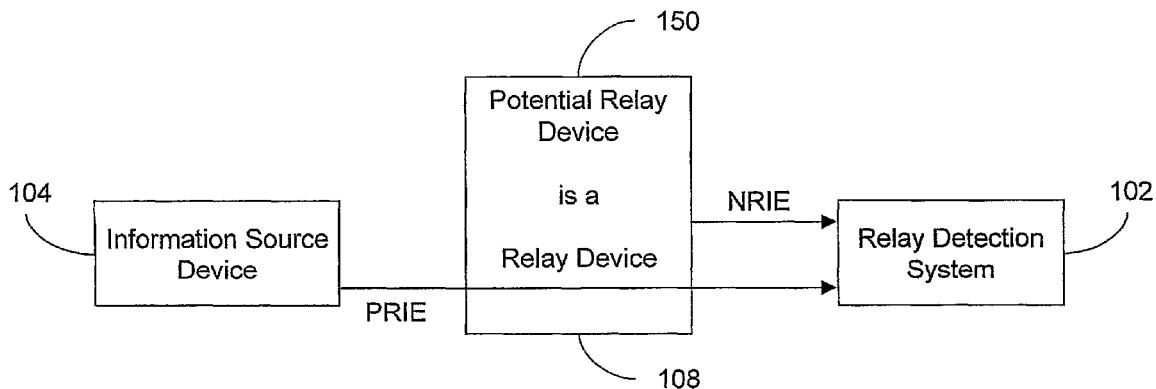 150
Potential Relay
Device
is a
Relay Device
108
104
Information Source
Device
PRIE
NRIE
102
Relay Detection
System